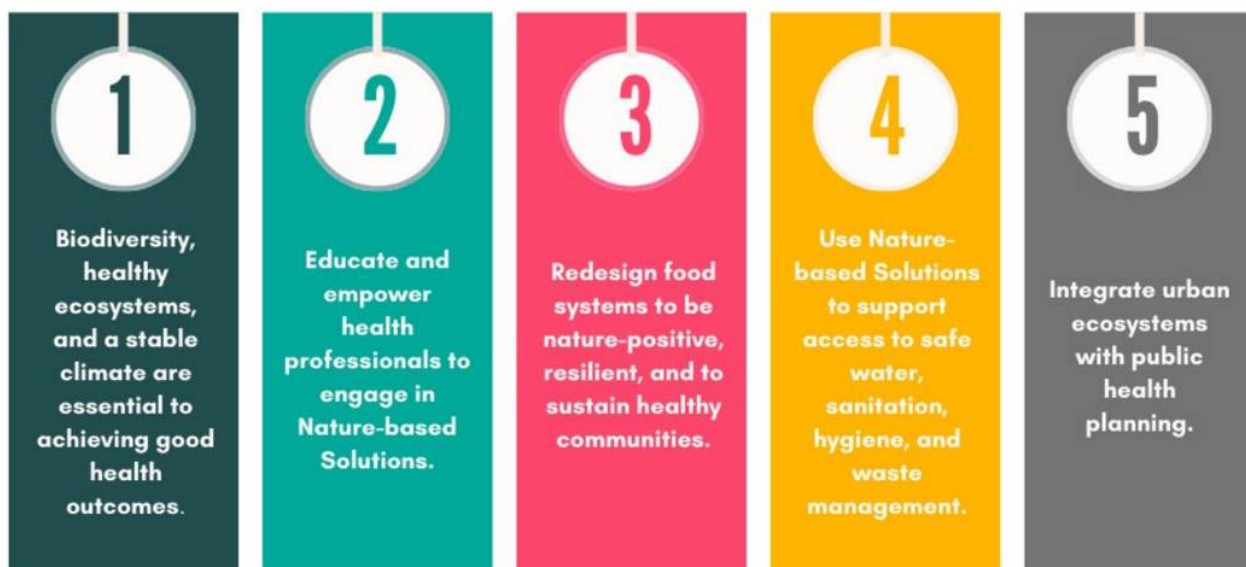 1
Biodiversity,
healthy
ecosystems,
and a stable
climate are
essential to
achieving good
health
outcomes.
2
Educate and
empower
health
professionals to
engage in
Nature-based
Solutions.
3
Redesign food
systems to be
nature-positive,
resilient, and to
sustain healthy
communities.
4
Use Nature-
based Solutions
to support
access to safe
water,
sanitation,
hygiene, and
waste
management.
5
Integrate urban
ecosystems
with public
health
planning.